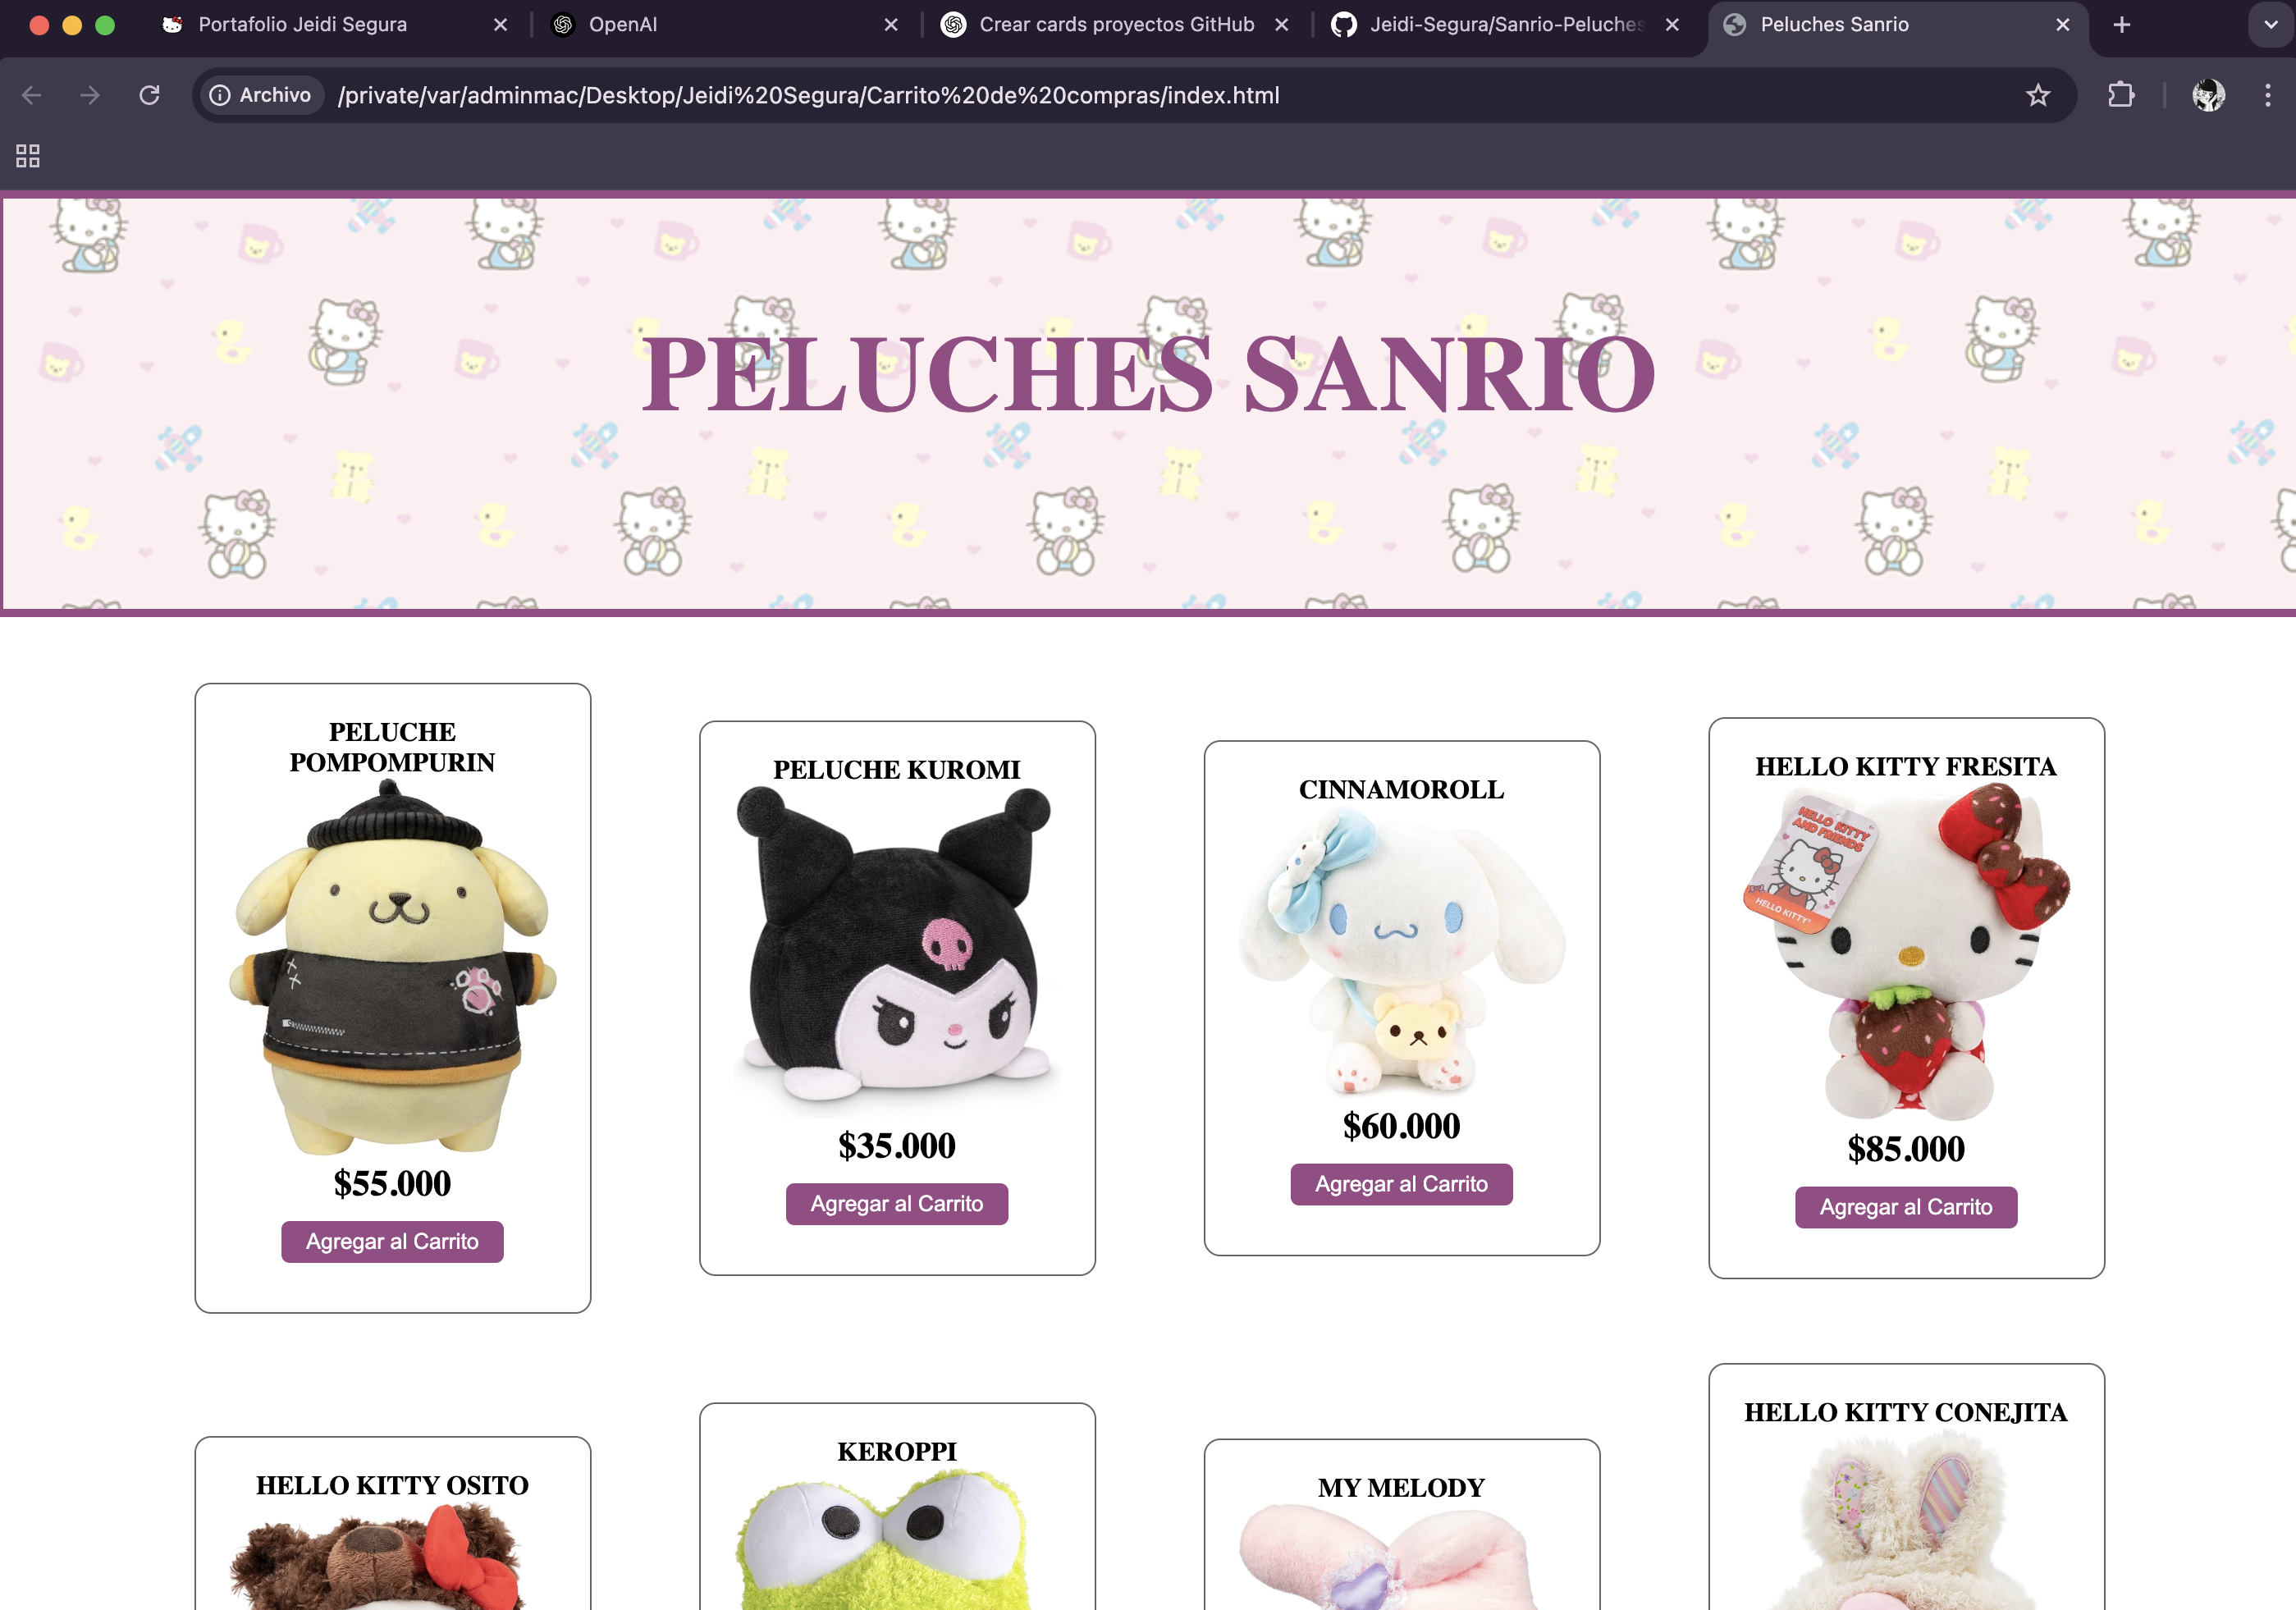 Portafolio Jeidi Segura
OpenAI
Crear cards proyectos GitHub
Jeidi-Segura/Sanrio-Peluches
Peluches Sanrio
Archivo
/private/var/adminmac/Desktop/Jeidi%20Segura/Carrito%20de%20compras/index.html
PELUCHES SANRIO
PELUCHE
POMPOMPURIN
$55.000
Agregar al Carrito
PELUCHE KUROMI
$35.000
Agregar al Carrito
CINNAMOROLL
$60.000
Agregar al Carrito
HELLO KITTY FRESITA
HELLO KITTY
AND FRIENDS
HELLO KITTY
$85.000
Agregar al Carrito
HELLO KITTY OSITO
KEROPPI
MY MELODY
HELLO KITTY CONEJITA